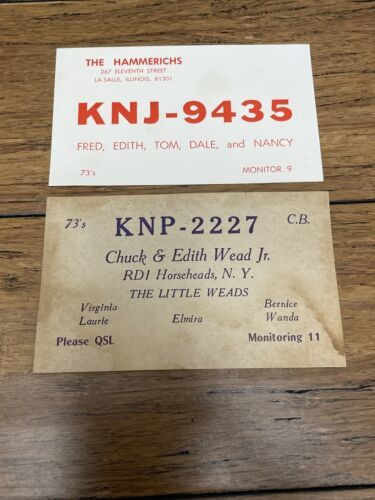 THE HAMMERICHS
267 ELEVENTH STREET
LA SALLE, ILLINOIS, 61301
KNJ-9435
FRED, EDITH, TOM, DALE, and NANCY
73's MONITOR 9
73's KNP-2227 C.B.
Chuck & Edith Wead Jr.
RD1 Horseheads, N. Y.
THE LITTLE WEADS
Virginia Bernice
Laurie Elmira Wanda
Please QSL Monitoring 11